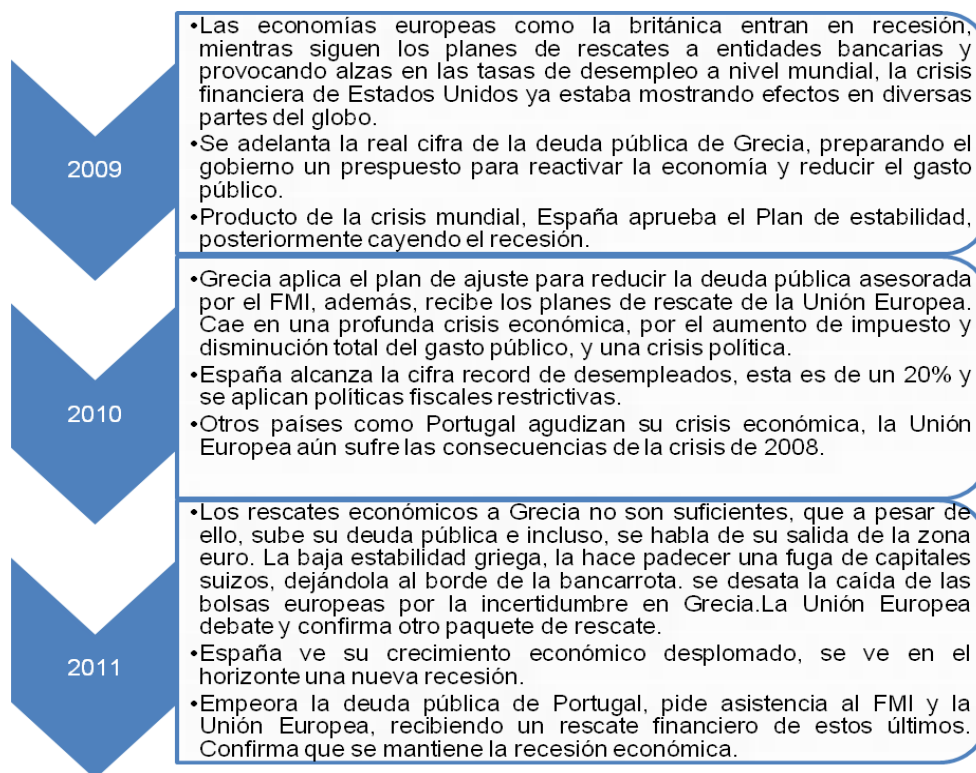 2009
•Las economías europeas como la británica entran en recesión,
mientras siguen los planes de rescates a entidades bancarias y
provocando alzas en las tasas de desempleo a nivel mundial, la crisis
financiera de Estados Unidos ya estaba mostrando efectos en diversas
partes del globo.
•Se adelanta la real cifra de la deuda pública de Grecia, preparando el
gobierno un prespuesto para reactivar la economía y reducir el gasto
público.
•Producto de la crisis mundial, España aprueba el Plan de estabilidad,
posteriormente cayendo el recesión.
2010
•Grecia aplica el plan de ajuste para reducir la deuda pública asesorada
por el FMI, además, recibe los planes de rescate de la Unión Europea.
Cae en una profunda crisis económica, por el aumento de impuesto y
disminución total del gasto público, y una crisis política.
•España alcanza la cifra record de desempleados, esta es de un 20% y
se aplican políticas fiscales restrictivas.
•Otros países como Portugal agudizan su crisis económica, la Unión
Europea aún sufre las consecuencias de la crisis de 2008.
2011
•Los rescates económicos a Grecia no son suficientes, que a pesar de
ello, sube su deuda pública e incluso, se habla de su salida de la zona
euro. La baja estabilidad griega, la hace padecer una fuga de capitales
suizos, dejándola al borde de la bancarrota. se desata la caída de las
bolsas europeas por la incertidumbre en Grecia.La Unión Europea
debate y confirma otro paquete de rescate.
•España ve su crecimiento económico desplomado, se ve en el
horizonte una nueva recesión.
•Empeora la deuda pública de Portugal, pide asistencia al FMI y la
Unión Europea, recibiendo un rescate financiero de estos últimos.
Confirma que se mantiene la recesión económica.